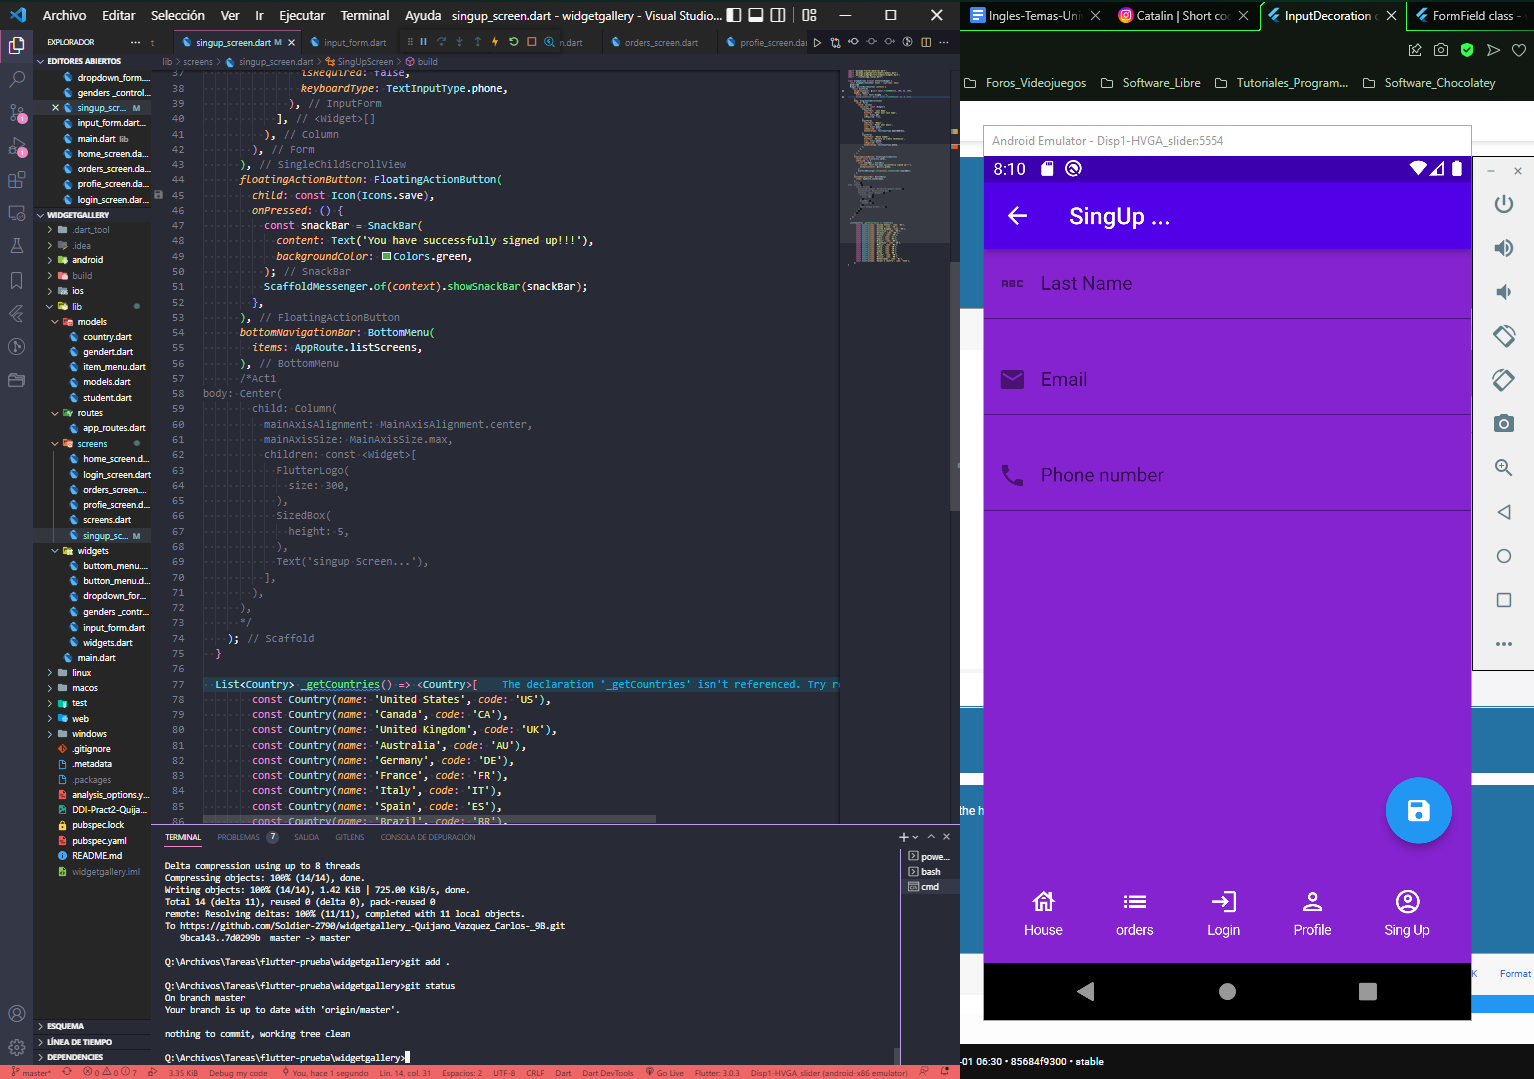 Archivo Editar Selección Ver Ir Ejecutar Terminal Ayuda singup_screen.dart - widgetgallery - Visual Studio...
EXPLORADOR
EDITORES ABIERTOS
dropdown_form....
genders _control...
singup_scr... M
input_form.dart...
main.dart lib
home_screen.da...
orders_screen.da...
profie_screen.da...
login_screen.dar...
WIDGETGALLERY
.dart_tool
.idea
android
build
ios
lib
models
country.dart
gendert.dart
item_menu.dart
models.dart
student.dart
routes
app_routes.dart
screens
home_screen.d...
login_screen.dart
orders_screen....
profie_screen.d...
screens.dart
singup_sc... M
widgets
buttom_menu....
button_menu.d...
dropdown_for...
genders _contr...
input_form.dart
widgets.dart
main.dart
linux
macos
test
web
windows
.gitignore
.metadata
.packages
analysis_options.y...
DDI-Pract2-Quija...
pubspec.lock
pubspec.yaml
README.md
widgetgallery.iml
ESQUEMA
LÍNEA DE TIEMPO
DEPENDENCIES
singup_screen.dart M
input_form.dart
n.dart
orders_screen.dart
profie_screen.da
lib > screens > singup_screen.dart > SingUpScreen > build
37 isRequired: false,
38 keyboardType: TextInputType.phone,
39 ), // InputForm
40 ], // <Widget>[]
41 ), // Column
42 ), // Form
43 ), // SingleChildScrollView
44 floatingActionButton: FloatingActionButton(
45 child: const Icon(Icons.save),
46 onPressed: () {
47 const snackBar = SnackBar(
48 content: Text('You have successfully signed up!!!'),
49 backgroundColor: Colors.green,
50 ); // SnackBar
51 ScaffoldMessenger.of(context).showSnackBar(snackBar);
52 },
53 ), // FloatingActionButton
54 bottomNavigationBar: BottomMenu(
55 items: AppRoute.listScreens,
56 ), // BottomMenu
57 /*Act1
58 body: Center(
59 child: Column(
60 mainAxisAlignment: MainAxisAlignment.center,
61 mainAxisSize: MainAxisSize.max,
62 children: const <Widget>[
63 FlutterLogo(
64 size: 300,
65 ),
66 SizedBox(
67 height: 5,
68 ),
69 Text('singup Screen...'),
70 ],
71 ),
72 ),
73 */
74 ); // Scaffold
75 }
76
77 List<Country> _getCountries() => <Country>[ The declaration '_getCountries' isn't referenced. Try r
78 const Country(name: 'United States', code: 'US'),
79 const Country(name: 'Canada', code: 'CA'),
80 const Country(name: 'United Kingdom', code: 'UK'),
81 const Country(name: 'Australia', code: 'AU'),
82 const Country(name: 'Germany', code: 'DE'),
83 const Country(name: 'France', code: 'FR'),
84 const Country(name: 'Italy', code: 'IT'),
85 const Country(name: 'Spain', code: 'ES'),
86 const Country(name: 'Brazil', code: 'BR'),
TERMINAL PROBLEMAS 7 SALIDA GITLENS CONSOLA DE DEPURACIÓN
powe...
bash
cmd
Delta compression using up to 8 threads
Compressing objects: 100% (14/14), done.
Writing objects: 100% (14/14), 1.42 KiB | 725.00 KiB/s, done.
Total 14 (delta 11), reused 0 (delta 0), pack-reused 0
remote: Resolving deltas: 100% (11/11), completed with 11 local objects.
To https://github.com/Soldier-2790/widgetgallery_-Quijano_Vazquez_Carlos-_9B.git
9bca143..7d0299b master -> master
Q:\Archivos\Tareas\flutter-prueba\widgetgallery>git add .
Q:\Archivos\Tareas\flutter-prueba\widgetgallery>git status
On branch master
Your branch is up to date with 'origin/master'.
nothing to commit, working tree clean
Q:\Archivos\Tareas\flutter-prueba\widgetgallery>
master* 0 0 7 3.35 KiB Debug my code You, hace 1 segundo Lín. 14, col. 31 Espacios: 2 UTF-8 CRLF Dart Dart DevTools Go Live Flutter: 3.0.3 Disp1-HVGA_slider (android-x86 emulator)
Ingles-Temas-Uni
Catalin | Short co
InputDecoration c
FormField class -
Foros_Videojuegos
Software_Libre
Tutoriales_Program...
Software_Chocolatey
Android Emulator - Disp1-HVGA_slider:5554
8:10
SingUp ...
ABC Last Name
Email
Phone number
House
orders
Login
Profile
Sing Up
the h
K Format
-01 06:30 • 85684f9300 • stable